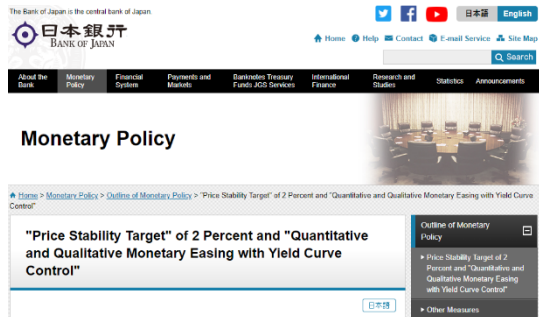 The Bank of Japan is the central bank of Japan
日本語 English
日本銀行
BANK OF JAPAN
Home Help Contact E-mail Service Site Map
Search
About the Bank
Monetary Policy
Financial System
Payments and Markets
Banknotes Treasury Funds JGS Services
International Finance
Research and Studies
Statistics
Announcements
Monetary Policy
Home > Monetary Policy > Outline of Monetary Policy > "Price Stability Target" of 2 Percent and "Quantitative and Qualitative Monetary Easing with Yield Curve
Control"
"Price Stability Target" of 2 Percent and "Quantitative
and Qualitative Monetary Easing with Yield Curve
Control"
日本語
Outline of Monetary
Policy
Price Stability Target of 2
Percent and "Quantitative and
Qualitative Monetary Easing
with Yield Curve Control"
Other Measures